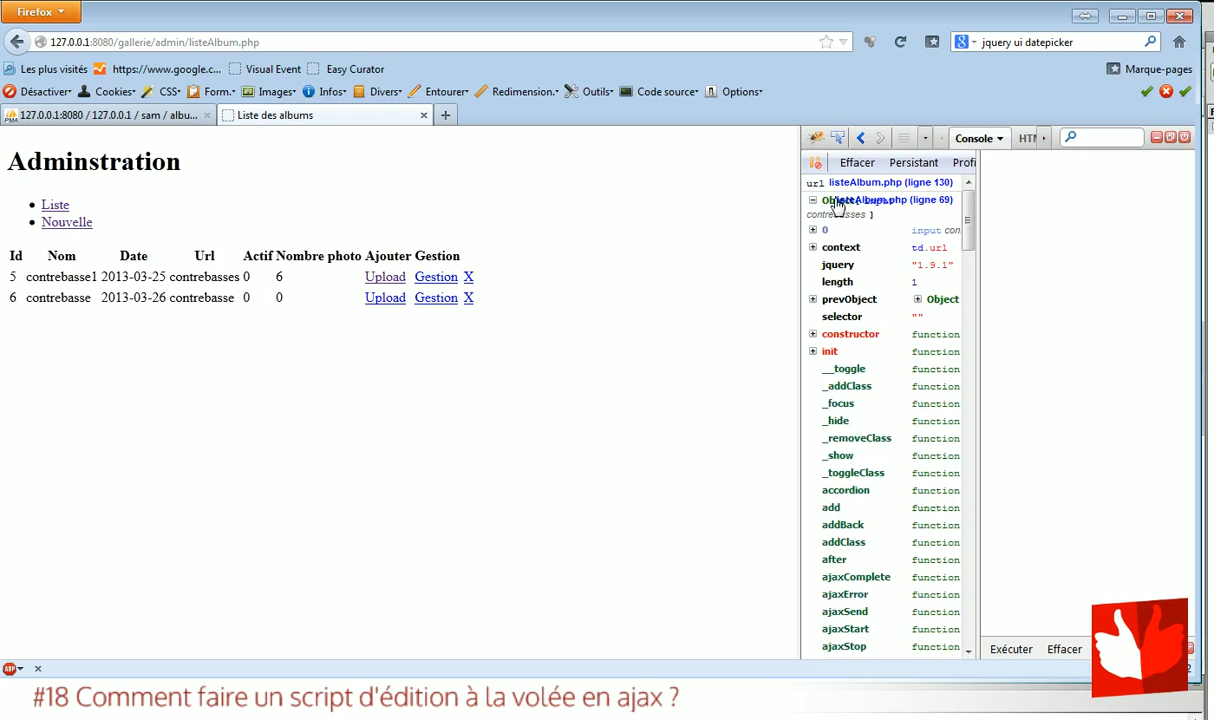 Firefox
127.0.0.1:8080/gallerie/admin/listeAlbum.php
jquery ui datepicker
Les plus visités https://www.google.c... Visual Event Easy Curator Marque-pages
Désactiver Cookies CSS Form. Images Infos Divers Entourer Redimension. Outils Code source Options
127.0.0.1:8080 / 127.0.0.1 / sam / albu... Liste des albums
Console HTM
Effacer Persistant Profi
Adminstration
Liste
Nouvelle
Id Nom Date Url Actif Nombre photo Ajouter Gestion
5 contrebasse1 2013-03-25 contrebasses 0 6 Upload Gestion X
6 contrebasse 2013-03-26 contrebasse 0 0 Upload Gestion X
url listeAlbum.php (ligne 130)
listeAlbum.php (ligne 69)
]
0 input con
context td.url
jquery "1.9.1"
length 1
prevObject Object
selector ""
constructor function
init function
__toggle function
_addClass function
_focus function
_hide function
_removeClass function
_show function
_toggleClass function
accordion function
add function
addBack function
addClass function
after function
ajaxComplete function
ajaxError function
ajaxSend function
ajaxStart function
ajaxStop function
Exécuter Effacer
ABP
#18 Comment faire un script d'édition à la volée en ajax ?